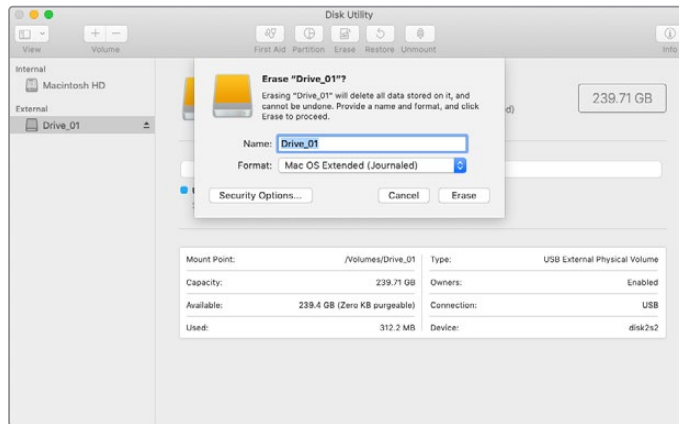 Disk Utility
View
Volume
First Aid
Partition
Erase
Restore
Unmount
Info
Internal
Macintosh HD
External
Drive_01
Erase “Drive_01”?
Erasing “Drive_01” will delete all data stored on it, and
cannot be undone. Provide a name and format, and click
Erase to proceed.
Name: Drive_01
Format: Mac OS Extended (Journaled)
Security Options...
Cancel
Erase
239.71 GB
Mount Point: /Volumes/Drive_01
Type: USB External Physical Volume
Capacity: 239.71 GB
Owners: Enabled
Available: 239.4 GB (Zero KB purgeable)
Connection: USB
Used: 312.2 MB
Device: disk2s2